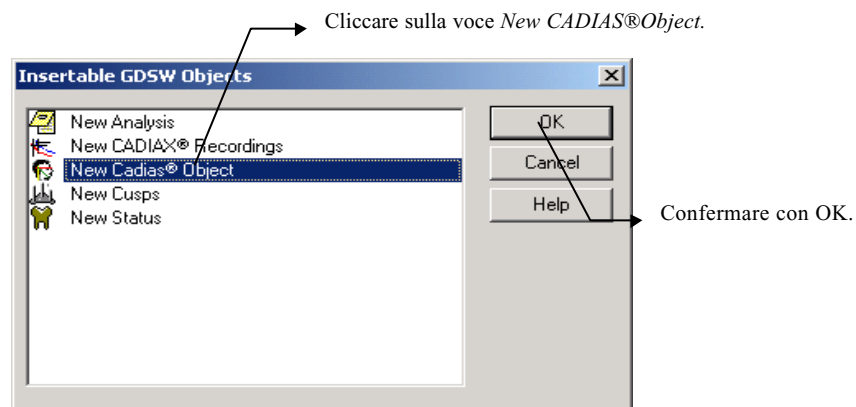 Cliccare sulla voce New CADIAS®Object.
Insertable GDSW Objects
New Analysis
New CADIAX® Recordings
New Cadias® Object
New Cusps
New Status
OK
Cancel
Help
Confermare con OK.